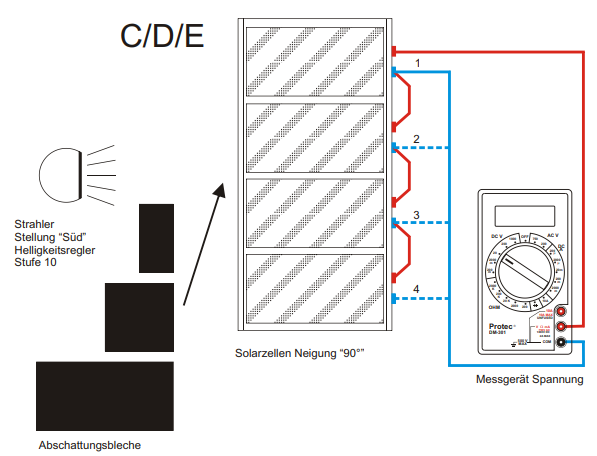 C/D/E
1
2
3
4
Strahler
Stellung “Süd”
Helligkeitsregler
Stufe 10
Abschattungsbleche
Solarzellen Neigung “90°”
DC V
OFF
AC V
DC
OHM
Protec
DM-301
COM
Messgerät Spannung